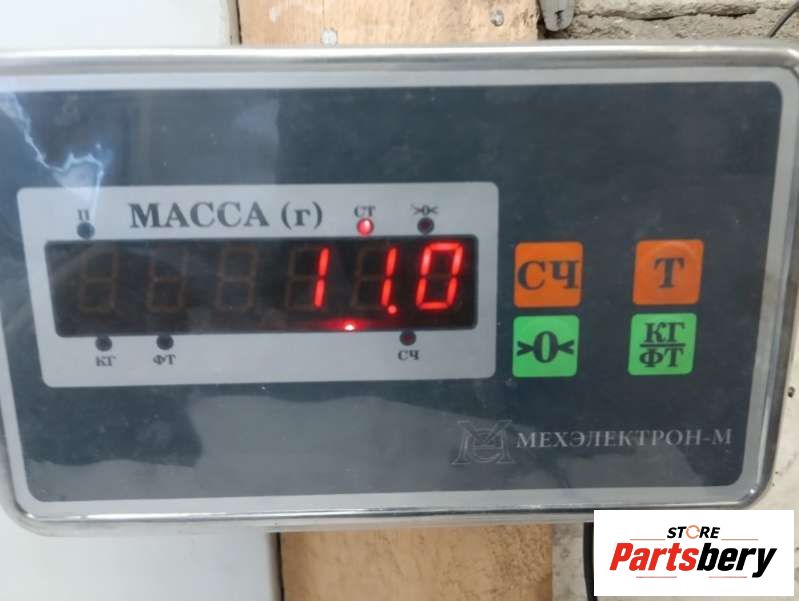 МАССА (г)
П
СТ
>0<
11.0
КГ
ФТ
СЧ
СЧ
Т
>0<
КГ
ФТ
МЕХЭЛЕКТРОН-М
STORE
Partsbery